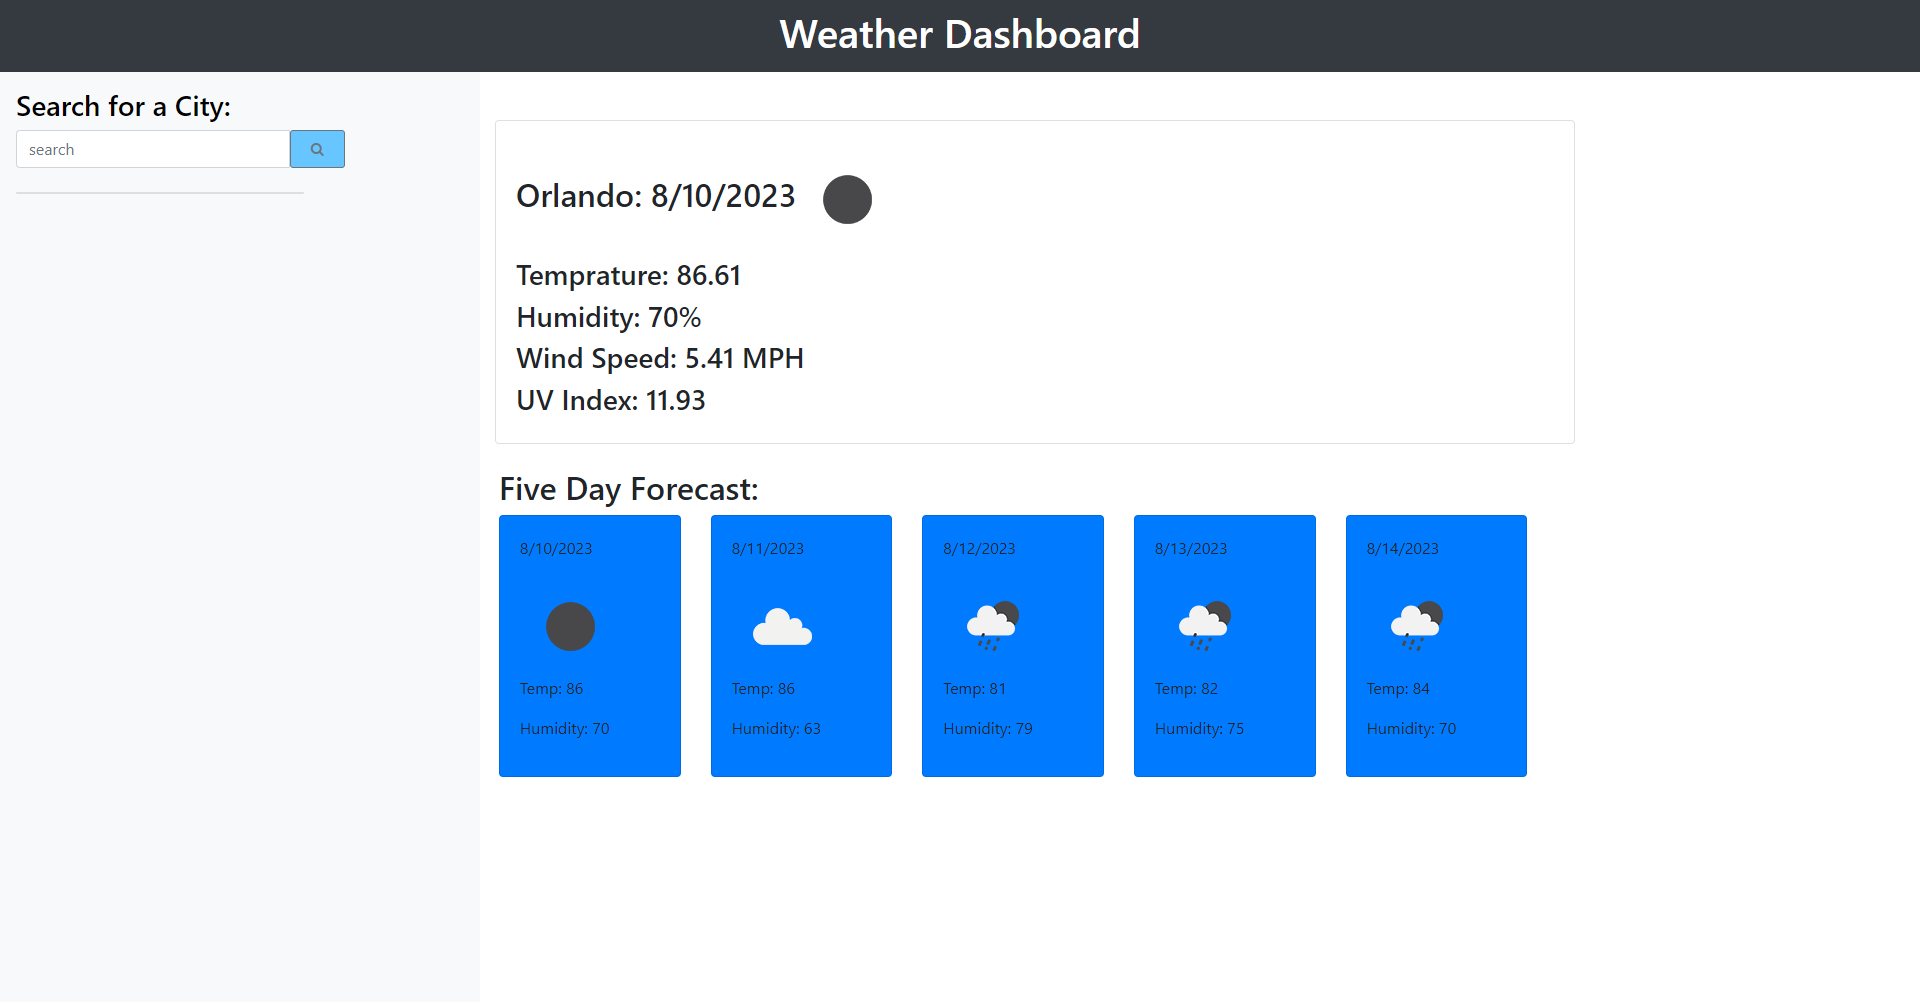 Weather Dashboard
Search for a City:
search
Orlando: 8/10/2023
Temprature: 86.61
Humidity: 70%
Wind Speed: 5.41 MPH
UV Index: 11.93
Five Day Forecast:
8/10/2023
Temp: 86
Humidity: 70
8/11/2023
Temp: 86
Humidity: 63
8/12/2023
Temp: 81
Humidity: 79
8/13/2023
Temp: 82
Humidity: 75
8/14/2023
Temp: 84
Humidity: 70